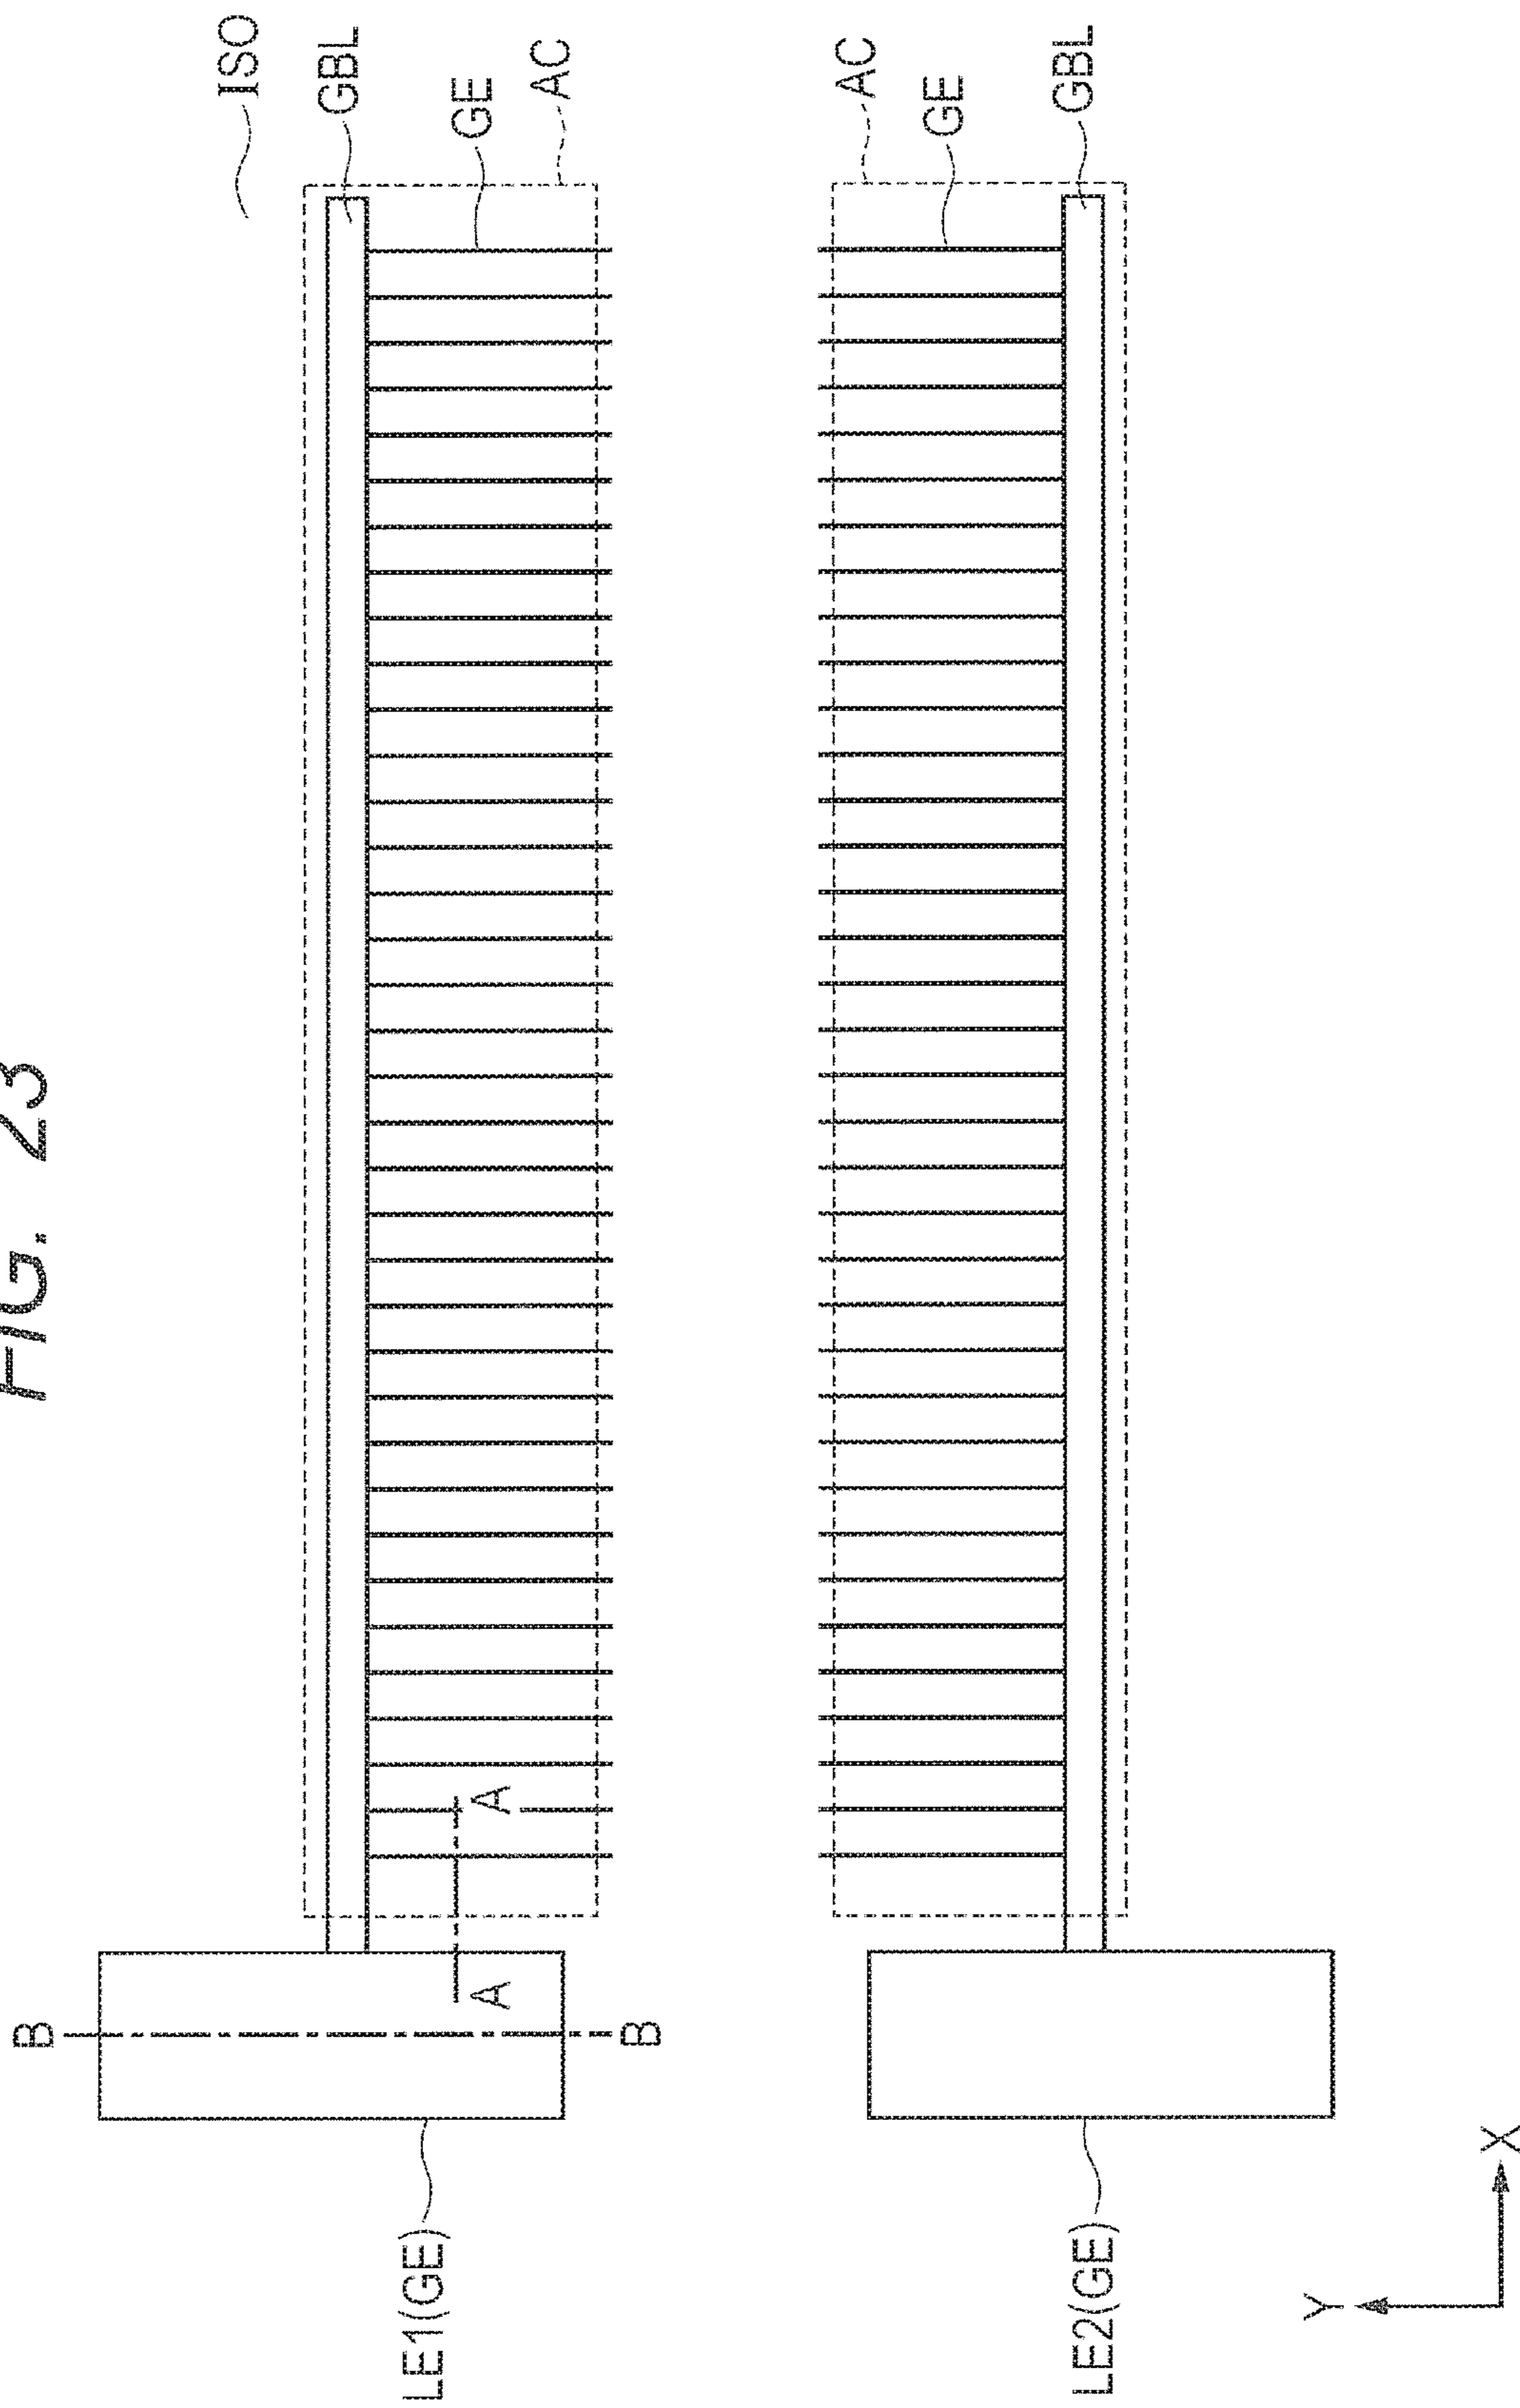 FIG. 23
B
LE1(GE)
A
A
B
ISO
GBL
GE
AC
AC
GE
GBL
LE2(GE)
Y
X